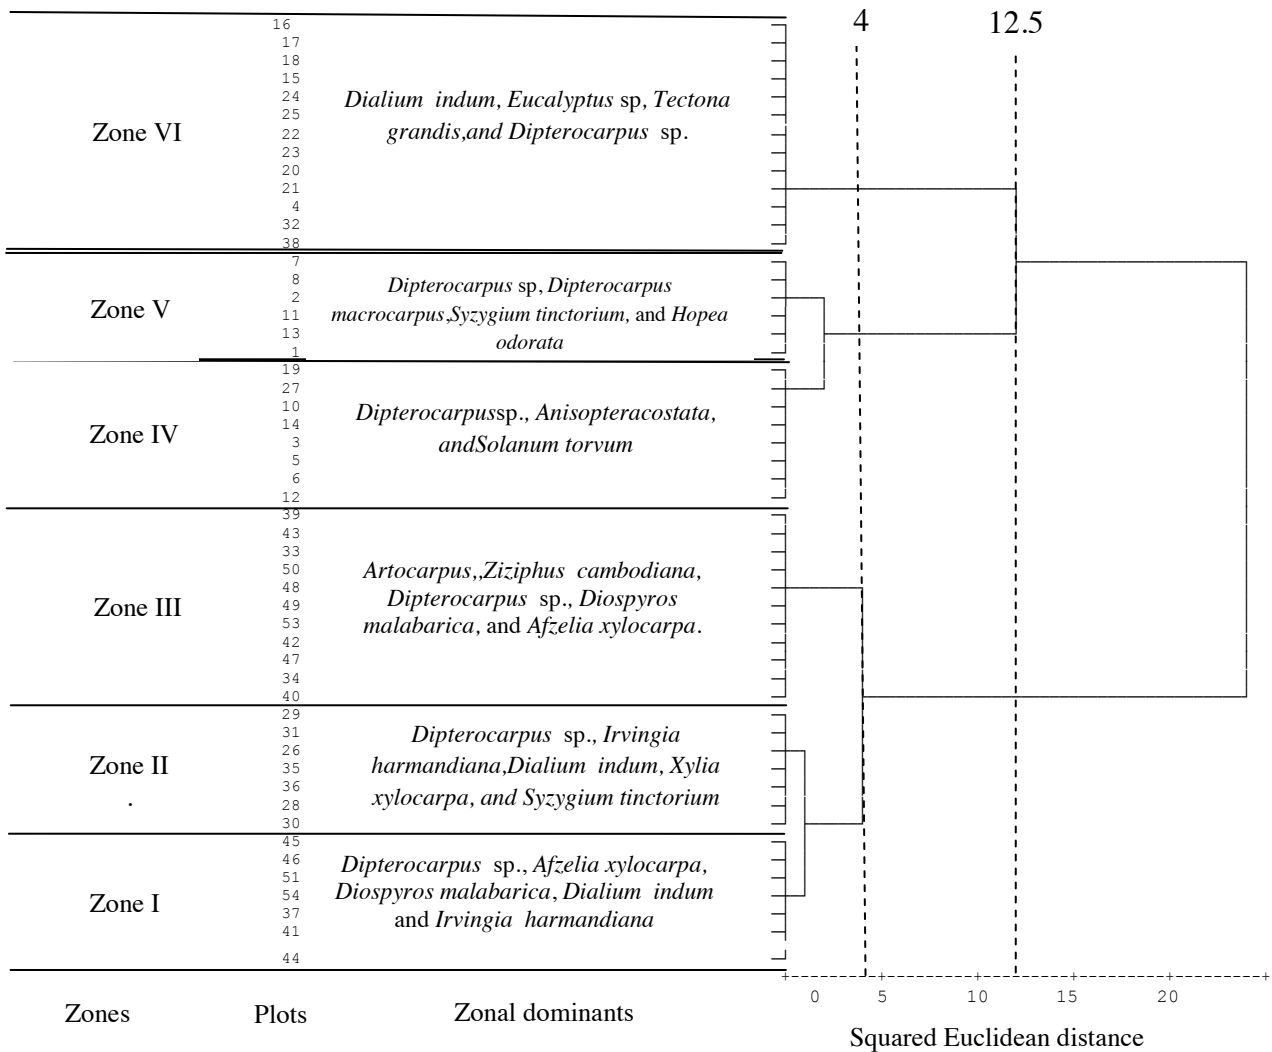 4
12.5
16
17
18
15
24
25
22
23
20
21
4
32
38
Zone VI
Dialium indum, Eucalyptus sp, Tectona
grandis,and Dipterocarpus sp.
7
8
2
11
13
1
Zone V
Dipterocarpus sp, Dipterocarpus
macrocarpus,Syzygium tinctorium, and Hopea
odorata
19
27
10
14
3
5
6
12
Zone IV
Dipterocarpussp., Anisopteracostata,
andSolanum torvum
39
43
33
50
48
49
53
42
47
34
40
Zone III
Artocarpus,,Ziziphus cambodiana,
Dipterocarpus sp., Diospyros
malabarica, and Afzelia xylocarpa.
29
31
26
35
36
28
30
Zone II
.
Dipterocarpus sp., Irvingia
harmandiana,Dialium indum, Xylia
xylocarpa, and Syzygium tinctorium
45
46
51
54
37
41
44
Zone I
Dipterocarpus sp., Afzelia xylocarpa,
Diospyros malabarica, Dialium indum
and Irvingia harmandiana
0 5 10 15 20
Zones Plots Zonal dominants
Squared Euclidean distance